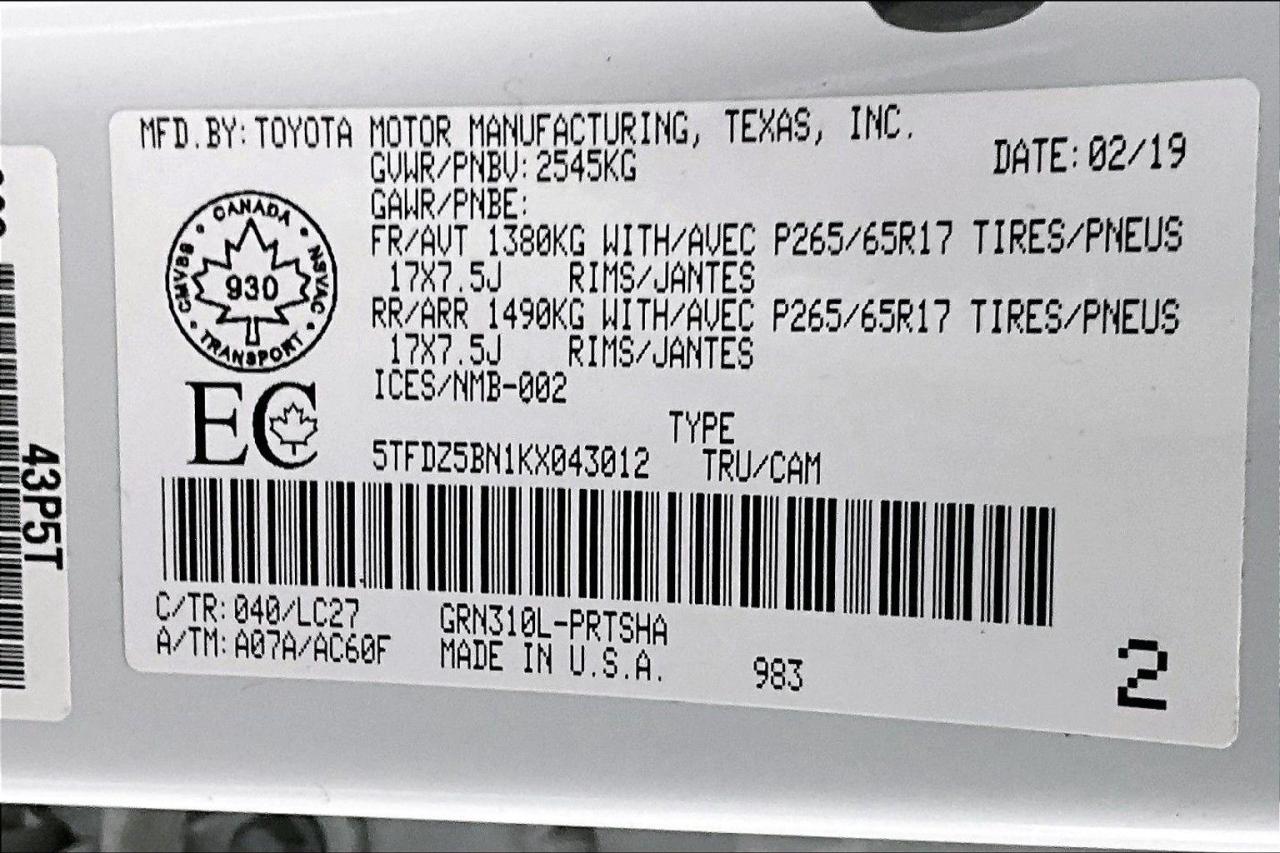 MFD.BY: TOYOTA MOTOR MANUFACTURING, TEXAS, INC.
DATE: 02/19
GVWR/PNBV: 2545KG
GAWR/PNBE:
FR/AVT 1380KG WITH/AVEC P265/65R17 TIRES/PNEUS
17X7.5J RIMS/JANTES
RR/ARR 1490KG WITH/AVEC P265/65R17 TIRES/PNEUS
17X7.5J RIMS/JANTES
ICES/NMB-002
CANADA
CMVSS
NSVAC
930
TRANSPORT
EC
TYPE
5TFDZ5BN1KX043012 TRU/CAM
C/TR: 040/LC27 GRN310L-PRTSHA
A/TM: A07A/AC60F MADE IN U.S.A. 983
2
43P5T